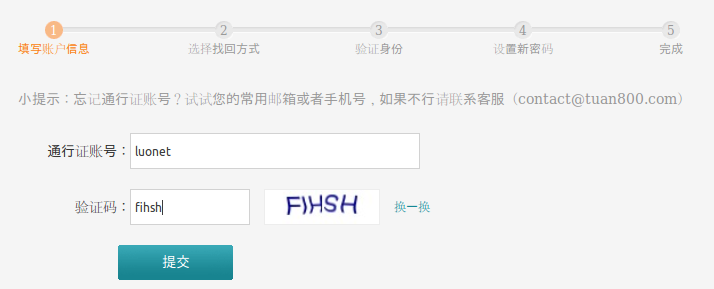 1 2 3 4 5
填写账户信息 选择找回方式 验证身份 设置新密码 完成
小提示：忘记通行证账号？试试您的常用邮箱或者手机号，如果不行请联系客服（contact@tuan800.com）
通行证账号： luonet
验证码： fihsh FIHSH 换一换
提交